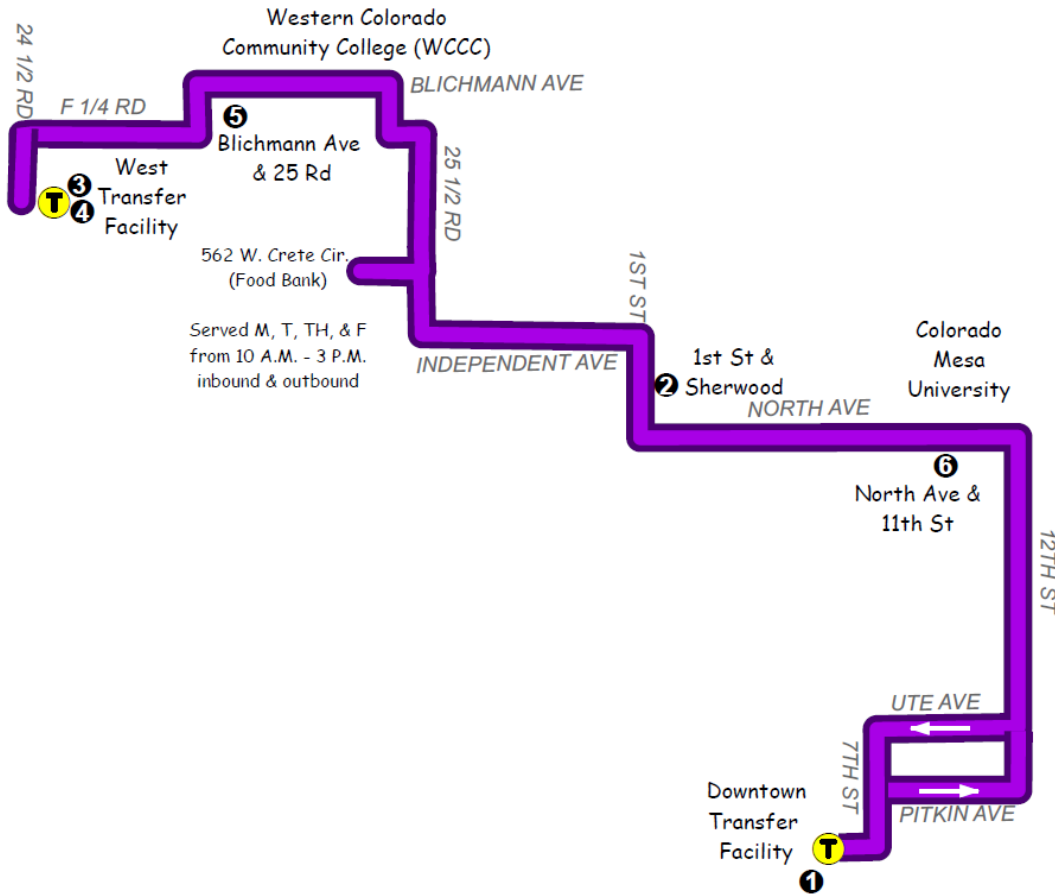 Western Colorado
Community College (WCCC)
24 1/2 RD
F 1/4 RD
BLICHMANN AVE
5
Blichmann Ave
& 25 Rd
25 1/2 RD
West
Transfer
Facility
T
3
4
562 W. Crete Cir.
(Food Bank)
Served M, T, TH, & F
from 10 A.M. - 3 P.M.
inbound & outbound
INDEPENDENT AVE
1ST ST
2
1st St &
Sherwood
NORTH AVE
Colorado
Mesa
University
6
North Ave &
11th St
12TH ST
UTE AVE
7TH ST
PITKIN AVE
Downtown
Transfer
Facility
T
1